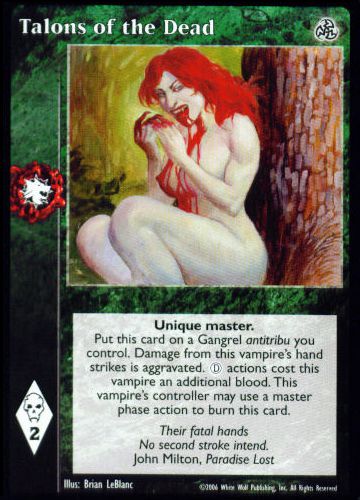 Talons of the Dead
Unique master.
Put this card on a Gangrel antitribu you
control. Damage from this vampire's hand
strikes is aggravated. Ⓓ actions cost this
vampire an additional blood. This
vampire's controller may use a master
phase action to burn this card.
Their fatal hands
No second stroke intend.
John Milton, Paradise Lost
2
Illus: Brian LeBlanc
©2006 White Wolf Publishing, Inc. All Rights Reserved.